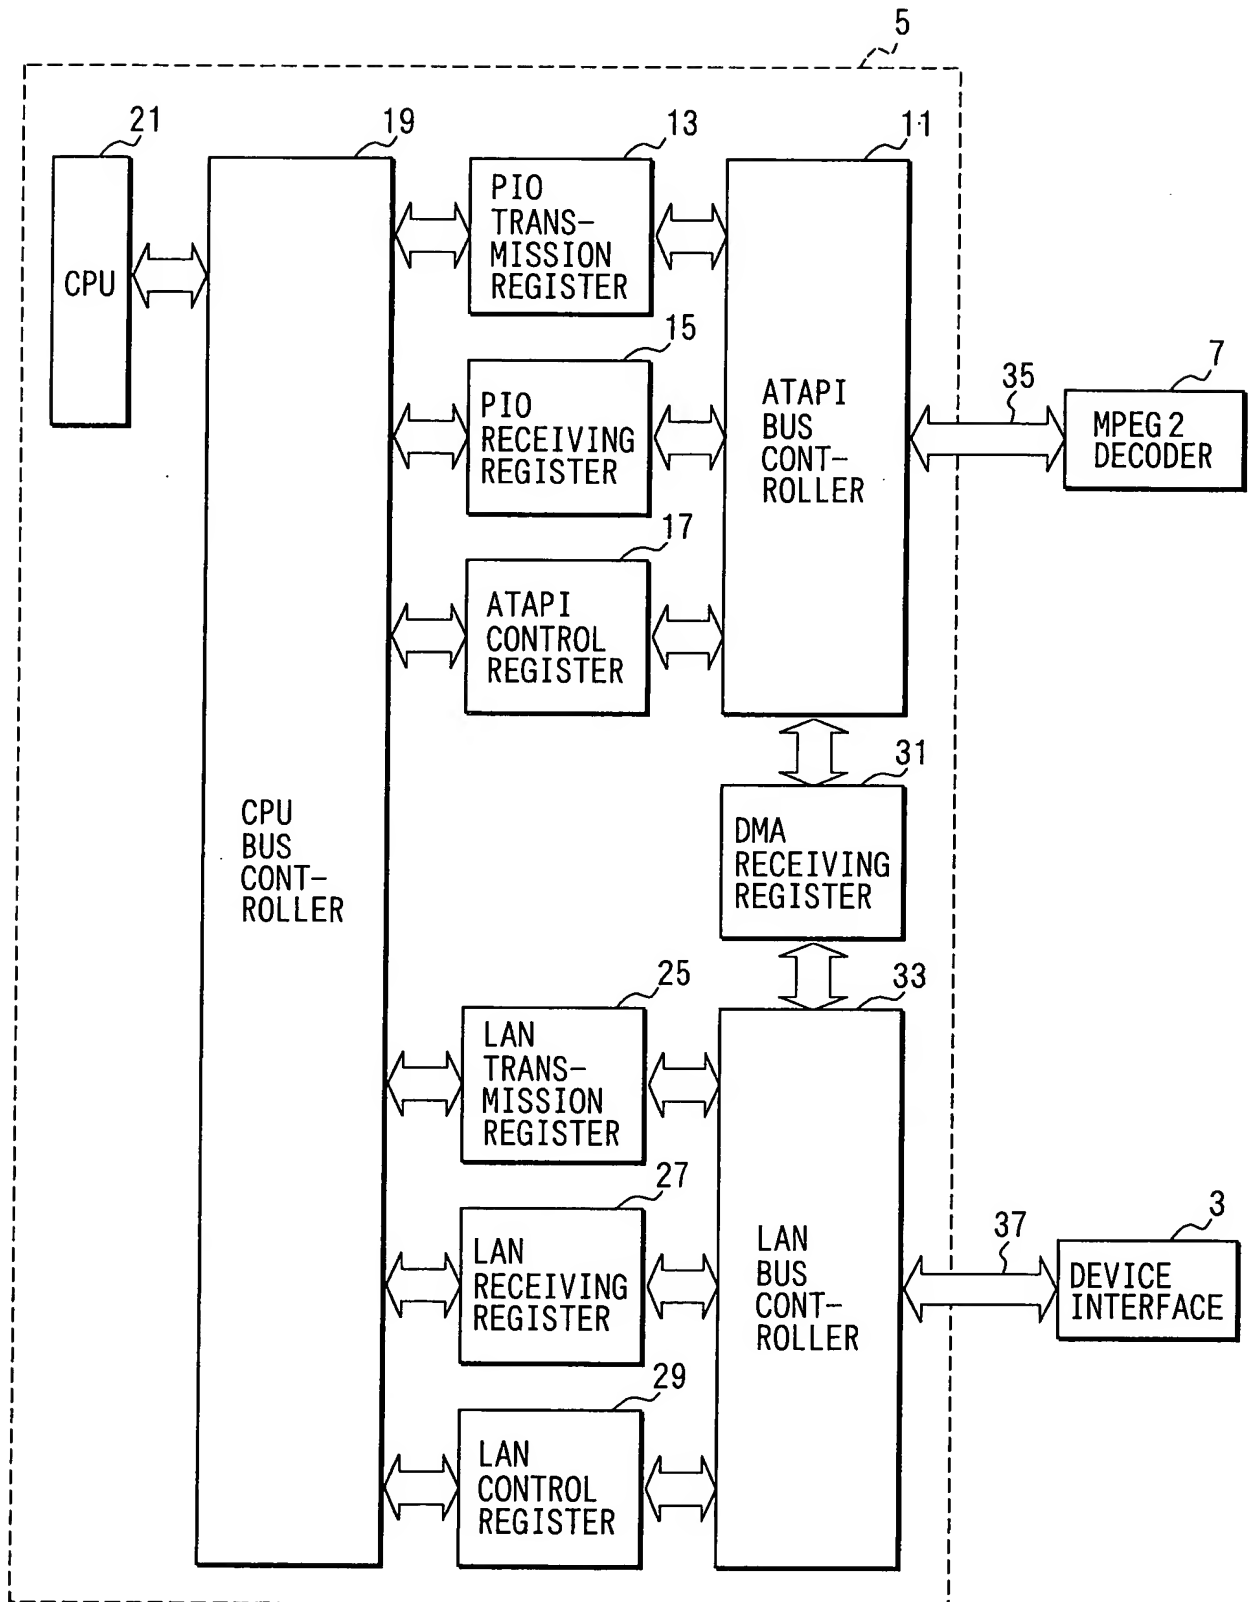 5
21
CPU
19
CPU
BUS
CONT-
ROLLER
13
PIO
TRANS-
MISSION
REGISTER
15
PIO
RECEIVING
REGISTER
17
ATAPI
CONTROL
REGISTER
11
ATAPI
BUS
CONT-
ROLLER
35
7
MPEG2
DECODER
31
DMA
RECEIVING
REGISTER
25
LAN
TRANS-
MISSION
REGISTER
27
LAN
RECEIVING
REGISTER
29
LAN
CONTROL
REGISTER
33
LAN
BUS
CONT-
ROLLER
37
3
DEVICE
INTERFACE